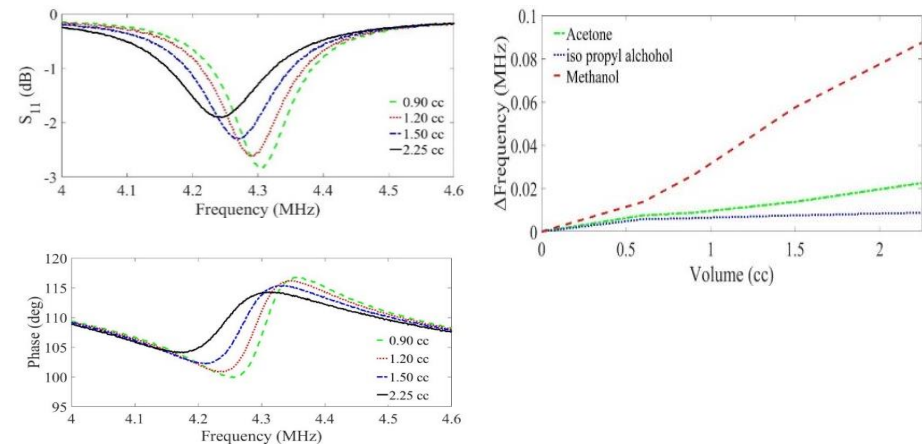 0
-1
-2
-3
S11 (dB)
0.90 cc
1.20 cc
1.50 cc
2.25 cc
4 4.1 4.2 4.3 4.4 4.5 4.6
Frequency (MHz)
Acetone
iso propyl alchohol
Methanol
0.1
0.08
0.06
0.04
0.02
0
ΔFrequency (MHz)
0 0.5 1 1.5 2
Volume (cc)
120
115
110
105
100
95
Phase (deg)
0.90 cc
1.20 cc
1.50 cc
2.25 cc
4 4.1 4.2 4.3 4.4 4.5 4.6
Frequency (MHz)